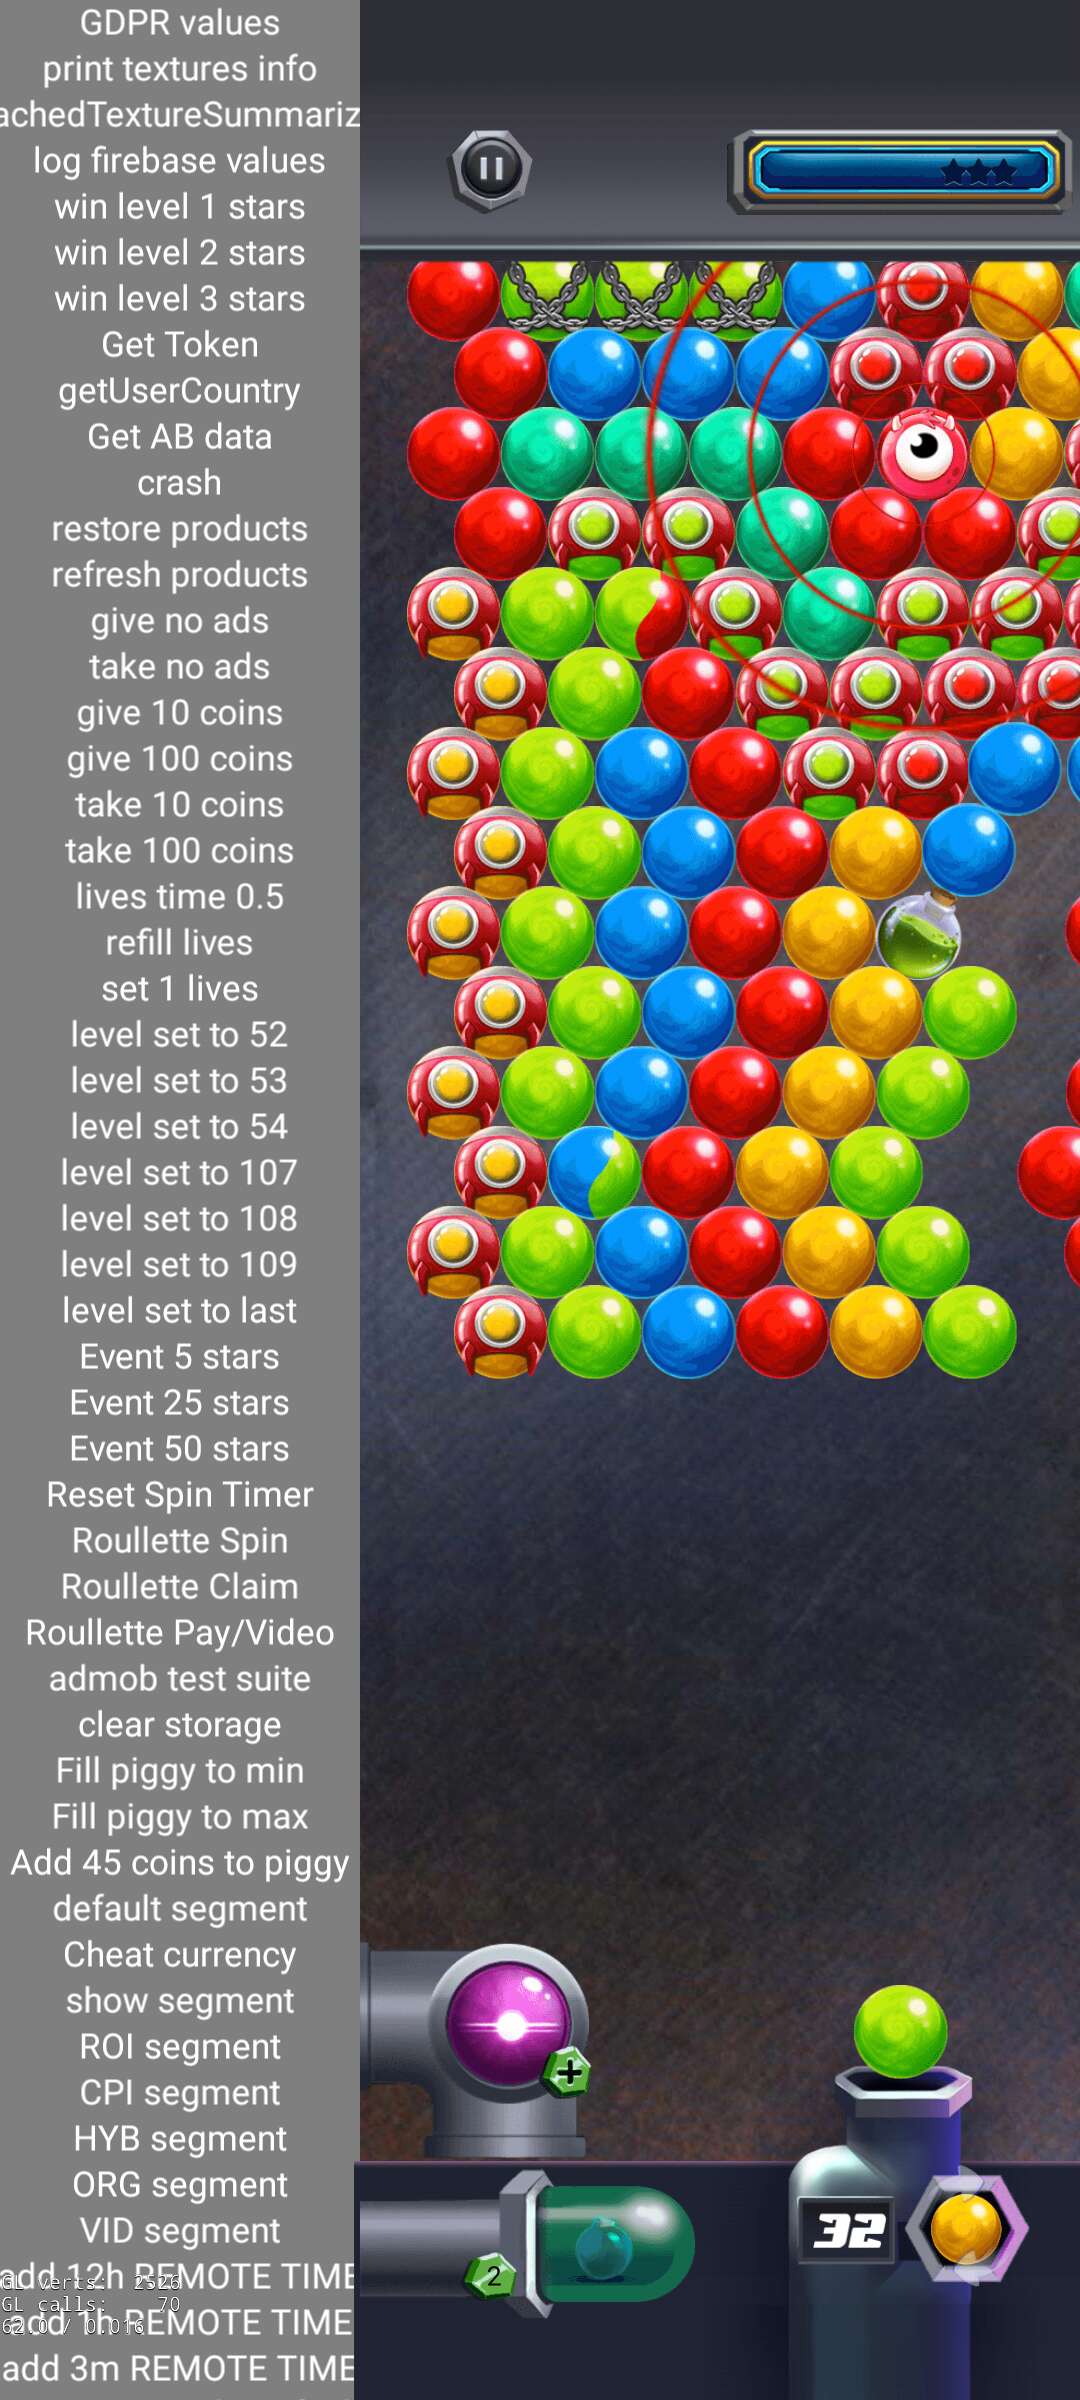 GDPR values
print textures info
achedTextureSummariz
log firebase values
win level 1 stars
win level 2 stars
win level 3 stars
Get Token
getUserCountry
Get AB data
crash
restore products
refresh products
give no ads
take no ads
give 10 coins
give 100 coins
take 10 coins
take 100 coins
lives time 0.5
refill lives
set 1 lives
level set to 52
level set to 53
level set to 54
level set to 107
level set to 108
level set to 109
level set to last
Event 5 stars
Event 25 stars
Event 50 stars
Reset Spin Timer
Roullette Spin
Roullette Claim
Roullette Pay/Video
admob test suite
clear storage
Fill piggy to min
Fill piggy to max
Add 45 coins to piggy
default segment
Cheat currency
show segment
ROI segment
CPI segment
HYB segment
ORG segment
VID segment
add 12h REMOTE TIME
GL verts: 2526
GL calls: 70
add 1h REMOTE TIME
62.0 / 0.016
add 3m REMOTE TIME
2
32